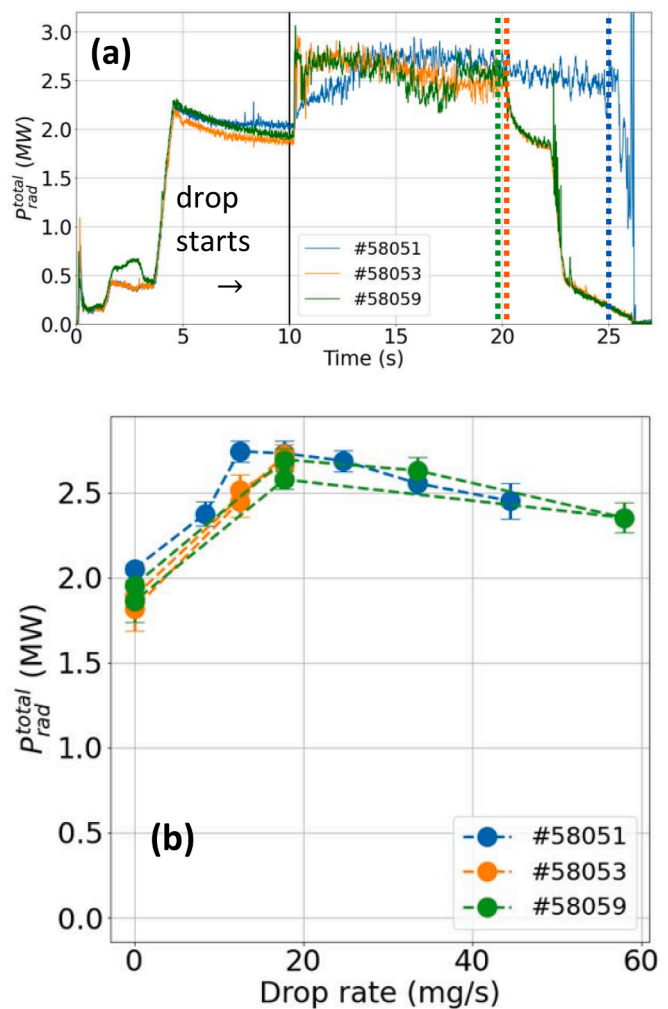 (a)
3.0
2.5
2.0
1.5
1.0
0.5
0.0
P_rad^total (MW)
drop
starts
→
#58051
#58053
#58059
0 5 10 15 20 25
Time (s)
2.5
2.0
1.5
1.0
0.5
0.0
P_rad^total (MW)
(b)
#58051
#58053
#58059
0 20 40 60
Drop rate (mg/s)